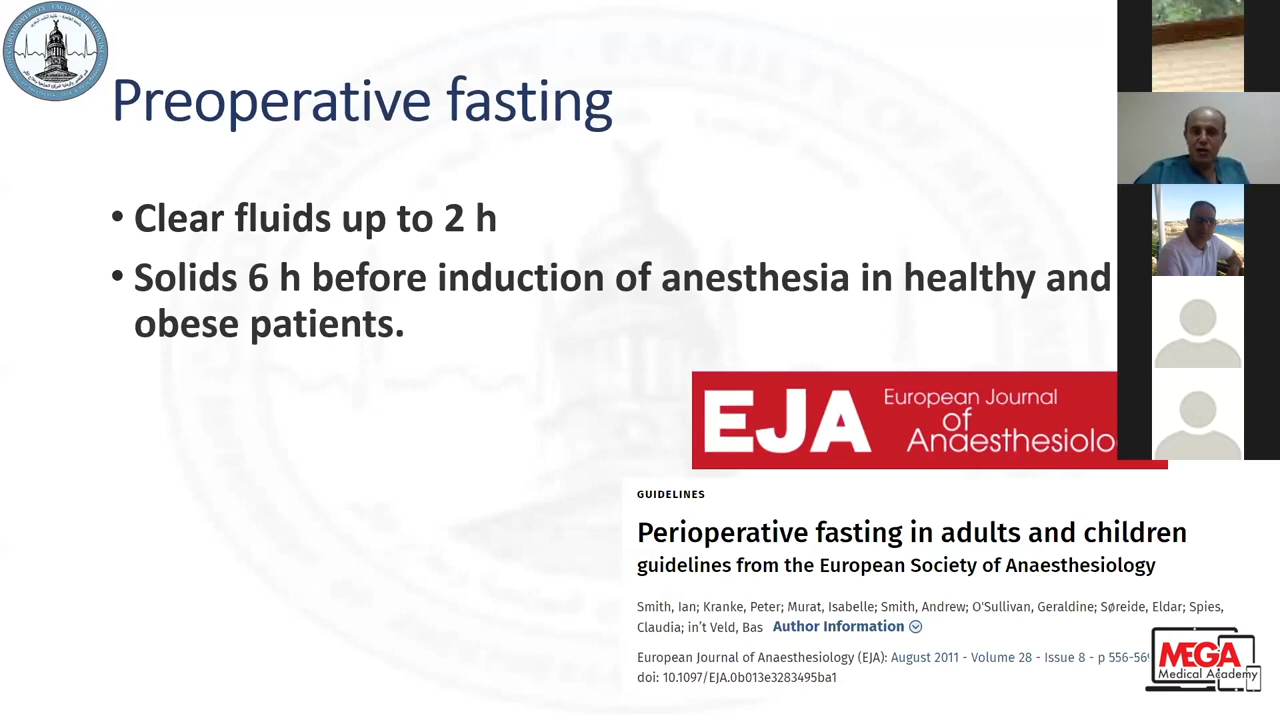 Preoperative fasting
• Clear fluids up to 2 h
• Solids 6 h before induction of anesthesia in healthy and
obese patients.
EJA
European Journal
of
GUIDELINES
Perioperative fasting in adults and children
guidelines from the European Society of Anaesthesiology
Smith, Ian; Kranke, Peter; Murat, Isabelle; Smith, Andrew; O'Sullivan, Geraldine; Søreide, Eldar; Spies,
Claudia; in't Veld, Bas Author Information
European Journal of Anaesthesiology (EJA): August 2011 - Volume 28 - Issue 8 - p 556-
doi: 10.1097/EJA.0b013e3283495ba1
MEGA
Medical Academy